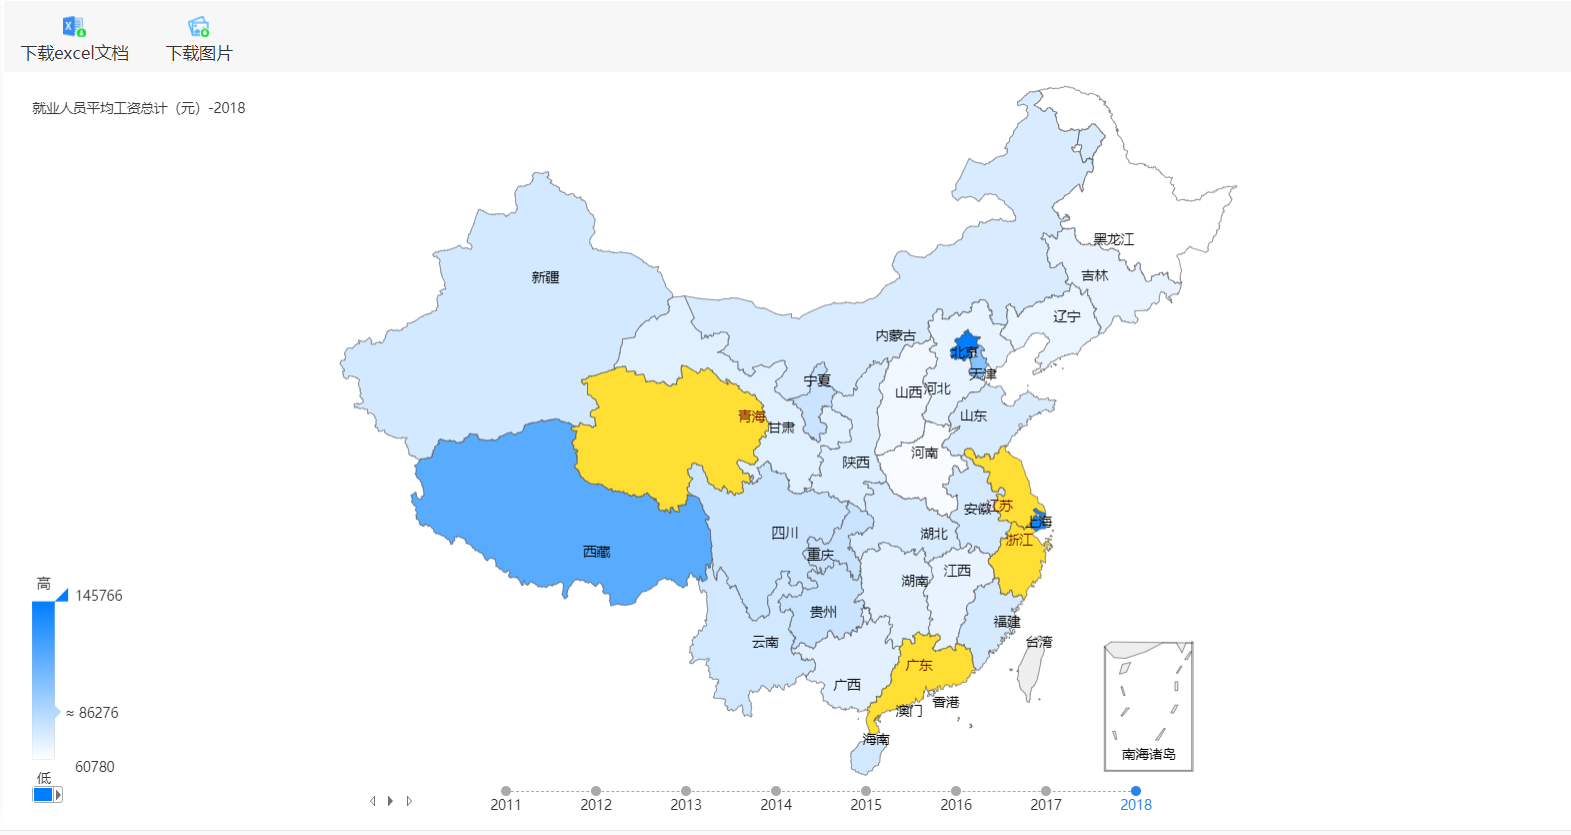 下载excel文档
下载图片
就业人员平均工资总计（元）-2018
黑龙江
吉林
新疆
辽宁
内蒙古
北京
天津
宁夏
山西
河北
青海
山东
甘肃
河南
陕西
安徽
江苏
上海
四川
湖北
浙江
西藏
重庆
湖南
江西
高
145766
贵州
福建
云南
台湾
广东
广西
香港
澳门
≈ 86276
海南
南海诸岛
60780
低
2011
2012
2013
2014
2015
2016
2017
2018